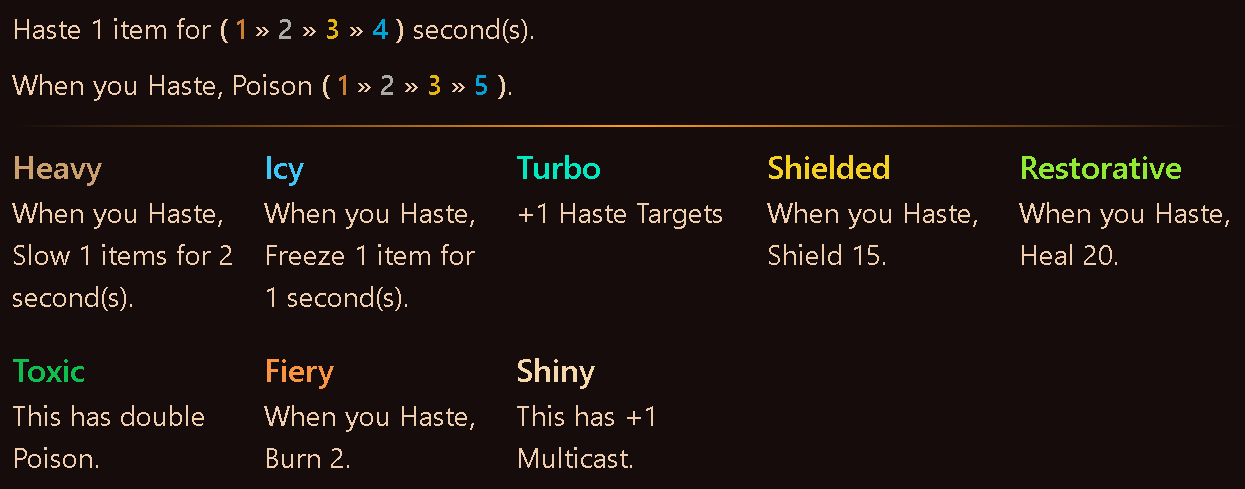 Haste 1 item for ( 1 » 2 » 3 » 4 ) second(s).
When you Haste, Poison ( 1 » 2 » 3 » 5 ).
Heavy
When you Haste,
Slow 1 items for 2
second(s).
Icy
When you Haste,
Freeze 1 item for
1 second(s).
Turbo
+1 Haste Targets
Shielded
When you Haste,
Shield 15.
Restorative
When you Haste,
Heal 20.
Toxic
This has double
Poison.
Fiery
When you Haste,
Burn 2.
Shiny
This has +1
Multicast.